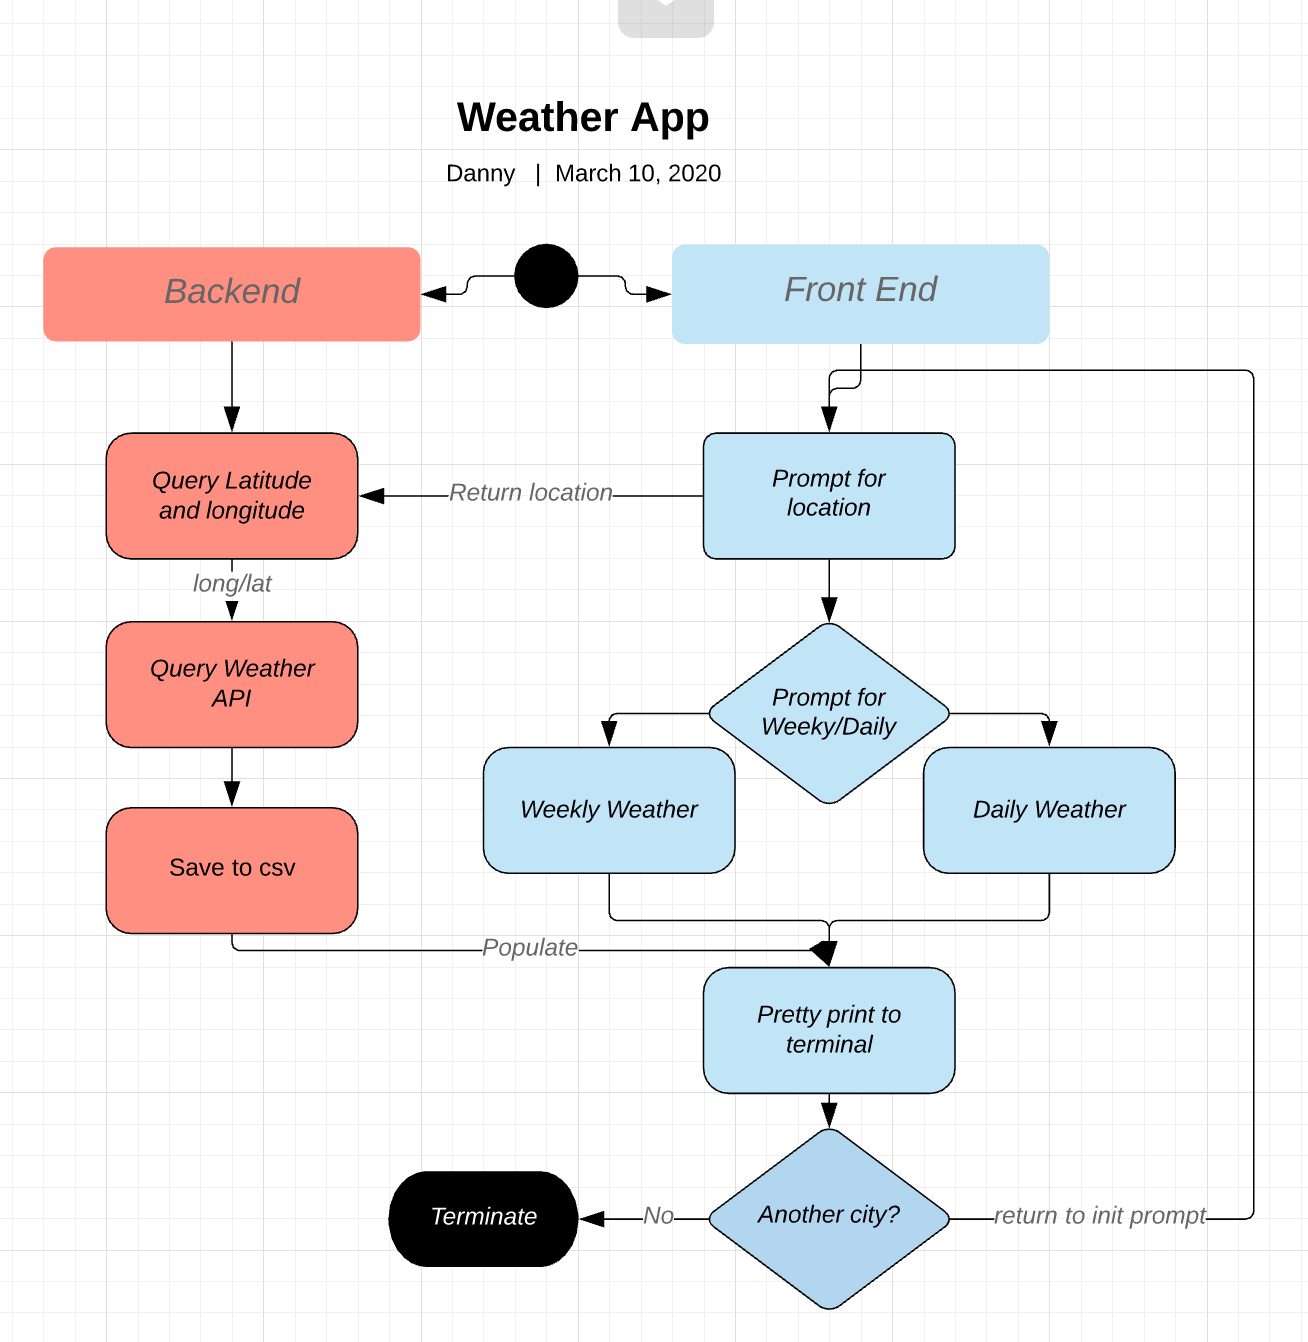 Weather App
Danny | March 10, 2020
Backend
Front End
Query Latitude
and longitude
Return location
Prompt for
location
long/lat
Query Weather
API
Prompt for
Weeky/Daily
Weekly Weather
Daily Weather
Save to csv
Populate
Pretty print to
terminal
Terminate
No
Another city?
return to init prompt